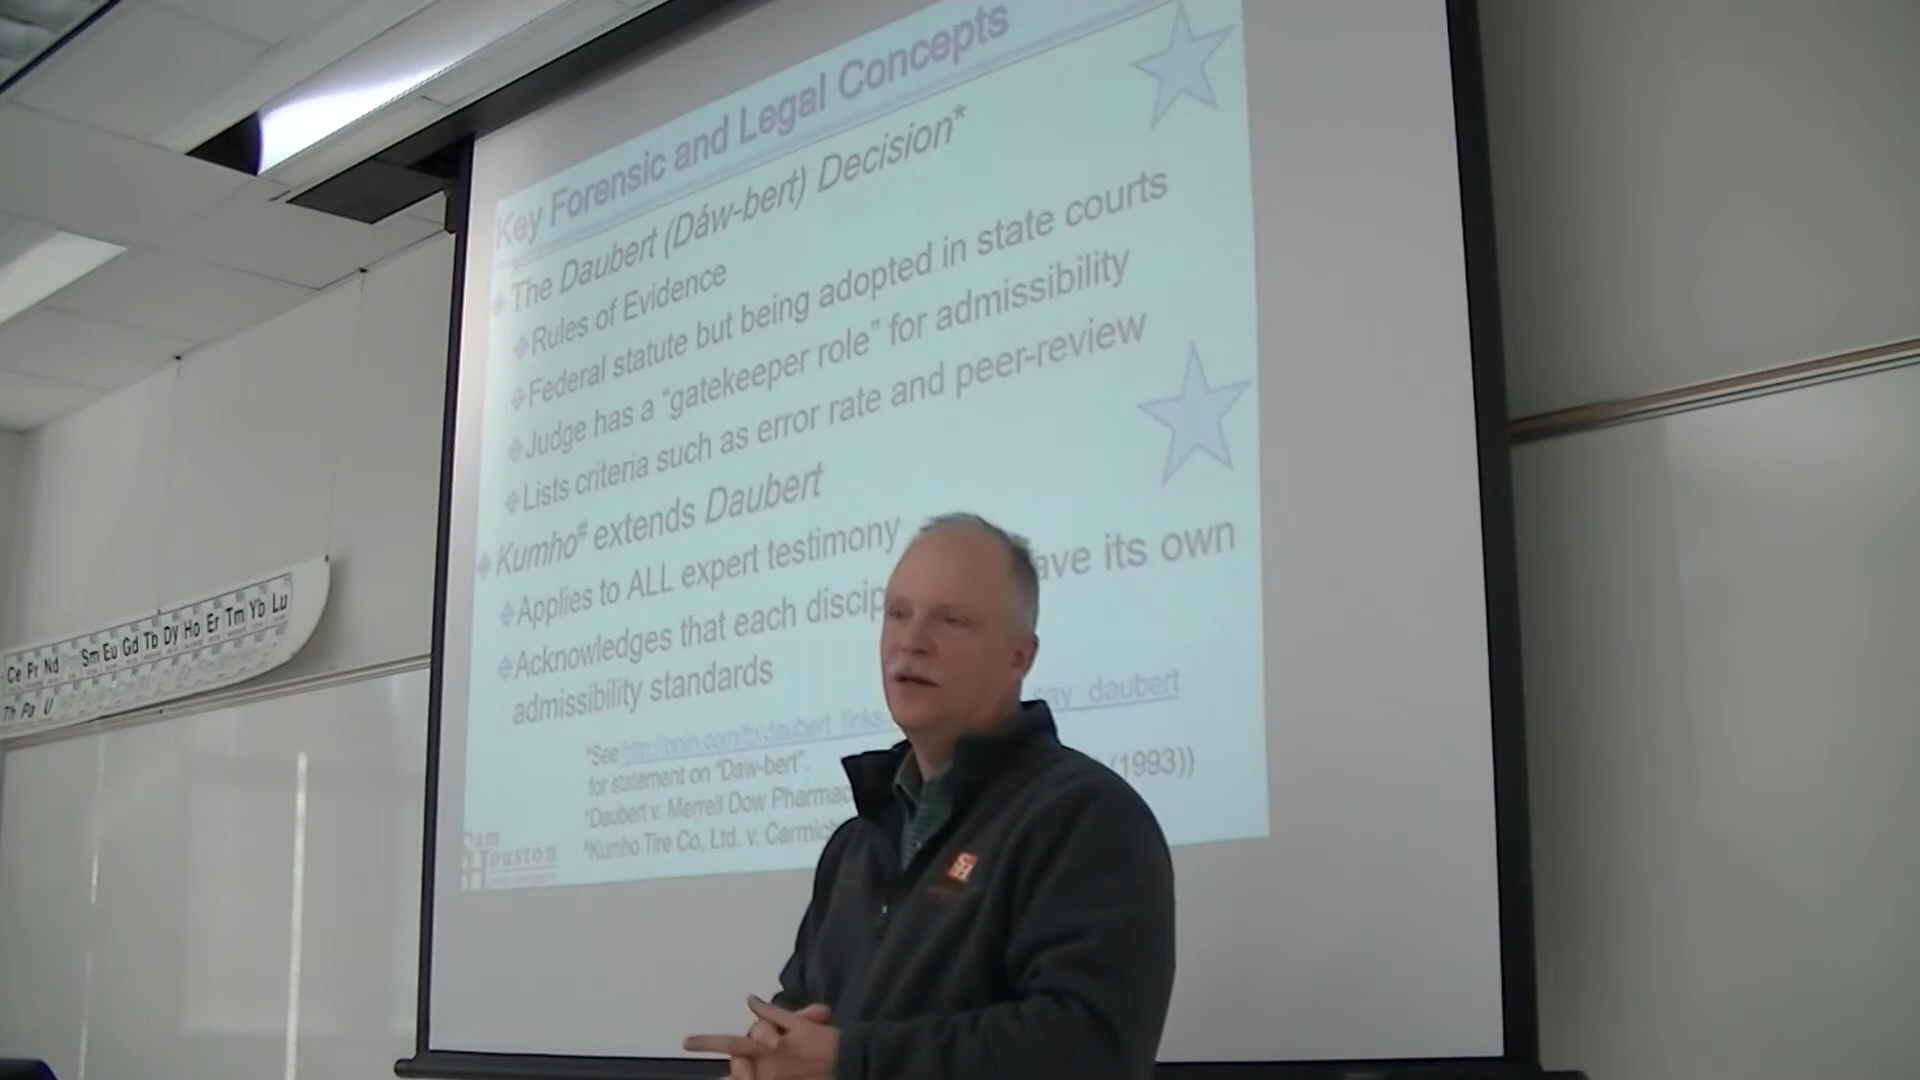 Key Forensic and Legal Concepts
The Daubert (Dáw-bert) Decision*
Rules of Evidence
Federal statute but being adopted in state courts
Judge has a “gatekeeper role” for admissibility
Lists criteria such as error rate and peer-review
Kumho# extends Daubert
Applies to ALL expert testimony
Acknowledges that each discip ave its own
admissibility standards
*See say_daubert
for statement on “Daw-bert”.
*Daubert v. Merrell Dow Pharmac (1993))
#Kumho Tire Co, Ltd. v. Carmich
Sam
Houston
Ce Pr Nd Sm Eu Gd Tb Dy Ho Er Tm Yb Lu
Th Pa U
SH